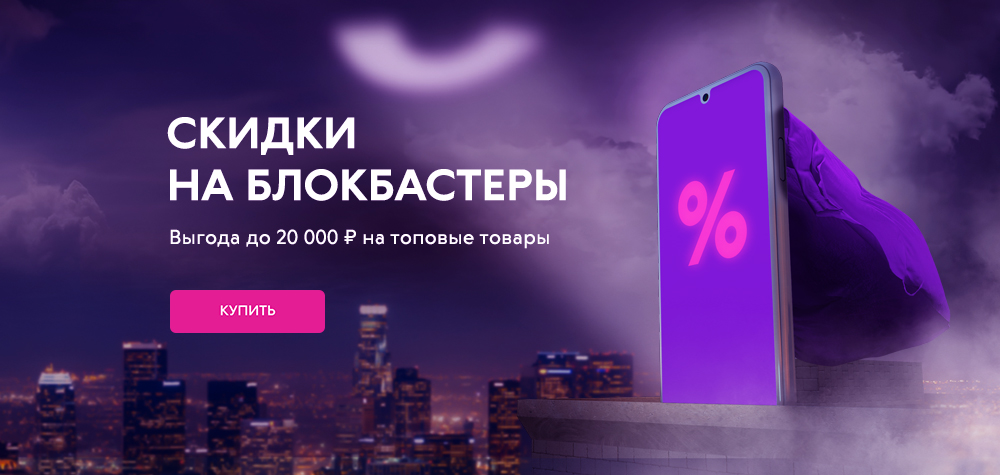 СКИДКИ
НА БЛОКБАСТЕРЫ
Выгода до 20 000 ₽ на топовые товары
КУПИТЬ
%